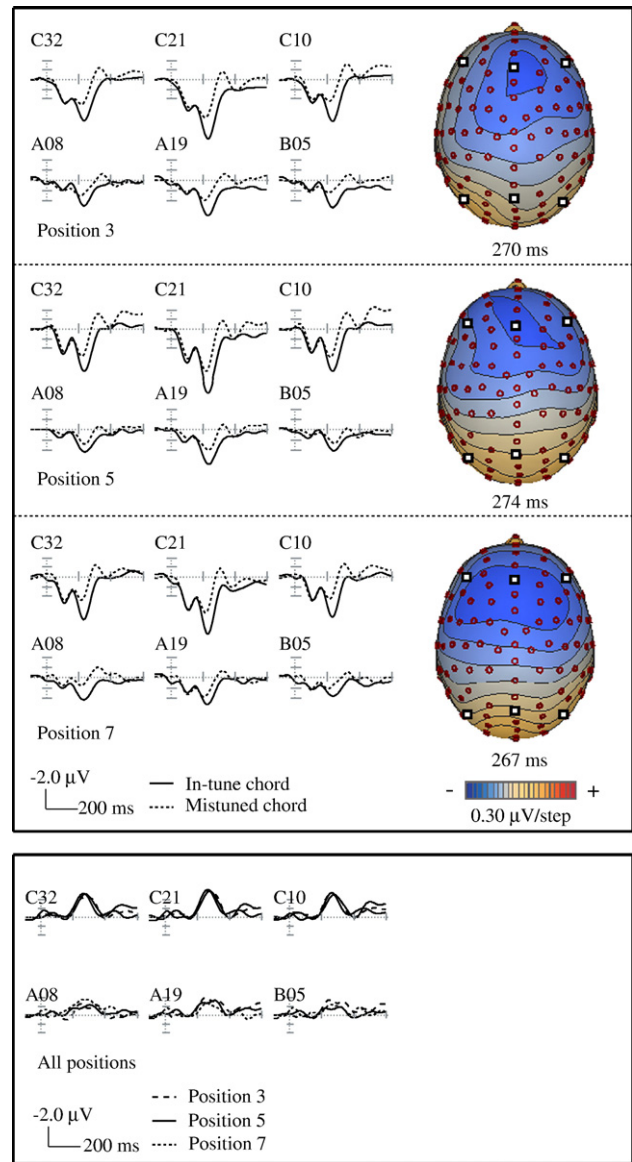 C32 C21 C10
A08 A19 B05
Position 3
270 ms
C32 C21 C10
A08 A19 B05
Position 5
274 ms
C32 C21 C10
A08 A19 B05
Position 7
267 ms
-2.0 µV
200 ms
In-tune chord
Mistuned chord
- +
0.30 µV/step
C32 C21 C10
A08 A19 B05
All positions
-2.0 µV
200 ms
Position 3
Position 5
Position 7